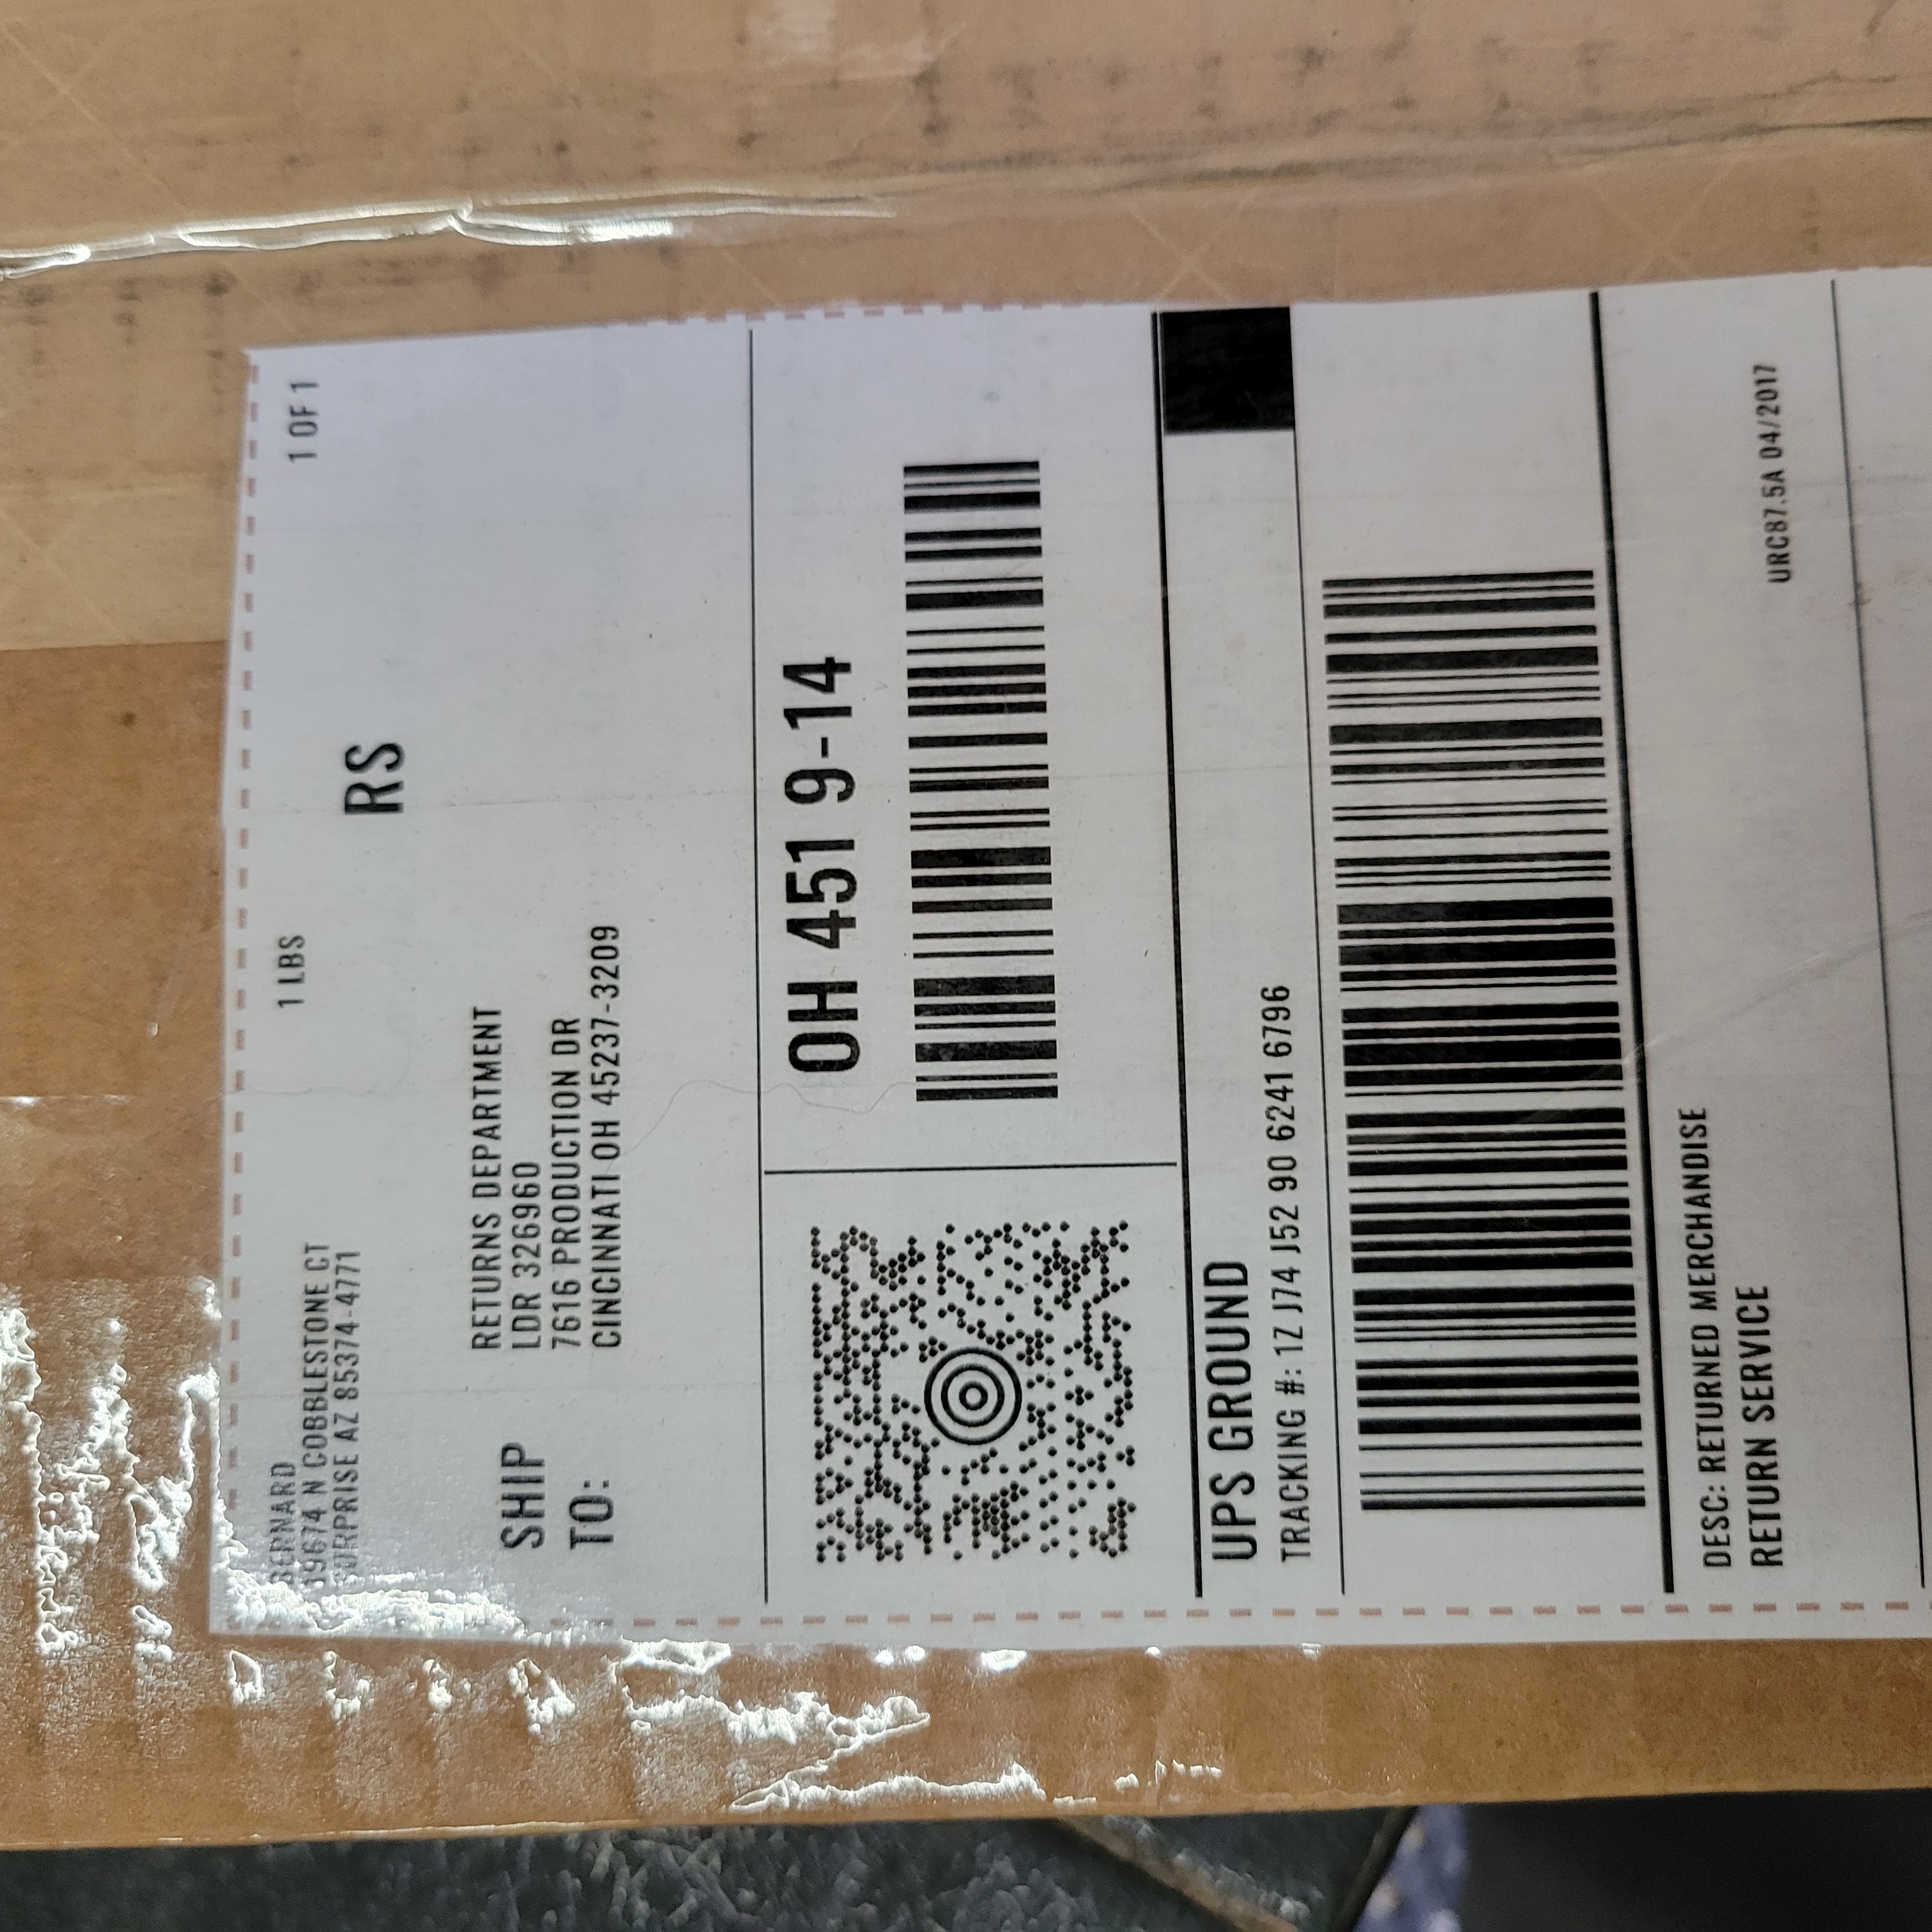 BERNARD
19674 N COBBLESTONE CT
SURPRISE AZ 85374-4771
1 LBS
1 OF 1
RS
SHIP
TO:
RETURNS DEPARTMENT
LDR 326960
7616 PRODUCTION DR
CINCINNATI OH 45237-3209
OH 451 9-14
UPS GROUND
TRACKING #: 1Z J74 J52 90 6241 6796
DESC: RETURNED MERCHANDISE
RETURN SERVICE
URC87.5A 04/2017